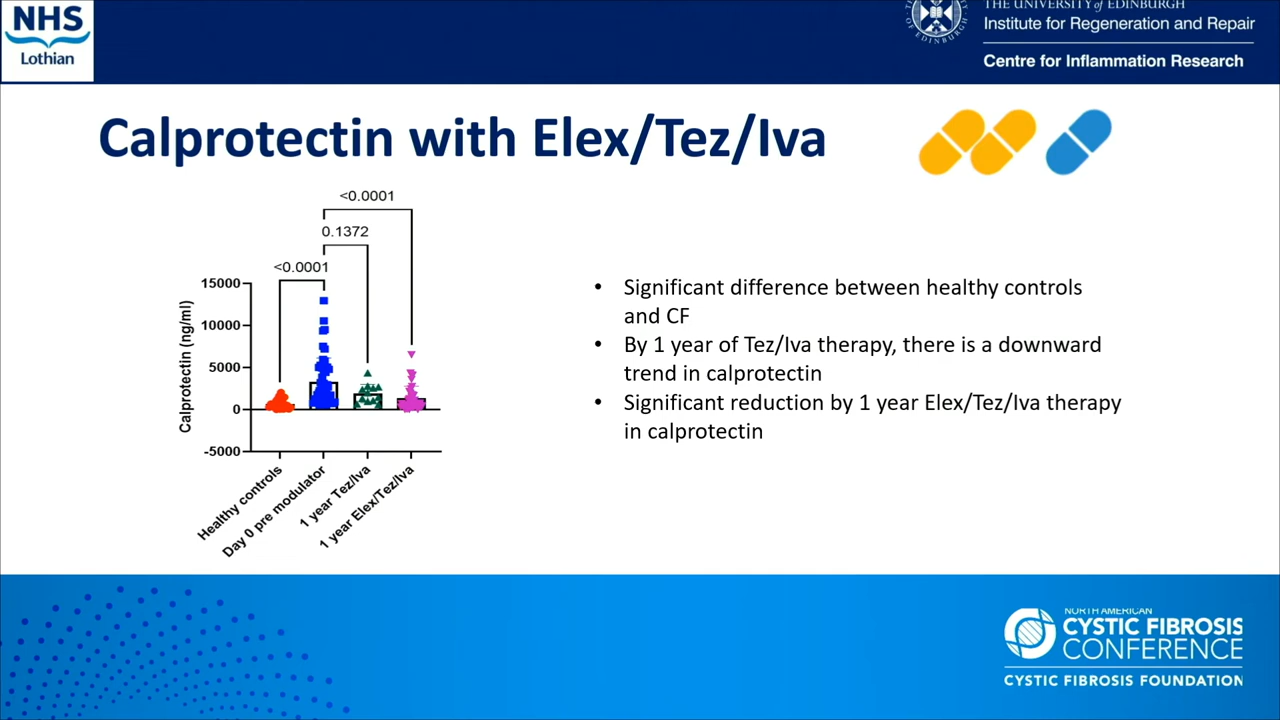 NHS
Lothian
THE UNIVERSITY of EDINBURGH
Institute for Regeneration and Repair
Centre for Inflammation Research
Calprotectin with Elex/Tez/Iva
<0.0001
0.1372
<0.0001
15000
10000
5000
0
-5000
Calprotectin (ng/ml)
Healthy controls
Day 0 pre modulator
1 year Tez/Iva
1 year Elex/Tez/Iva
• Significant difference between healthy controls
and CF
• By 1 year of Tez/Iva therapy, there is a downward
trend in calprotectin
• Significant reduction by 1 year Elex/Tez/Iva therapy
in calprotectin
NORTH AMERICAN
CYSTIC FIBROSIS
CONFERENCE
CYSTIC FIBROSIS FOUNDATION